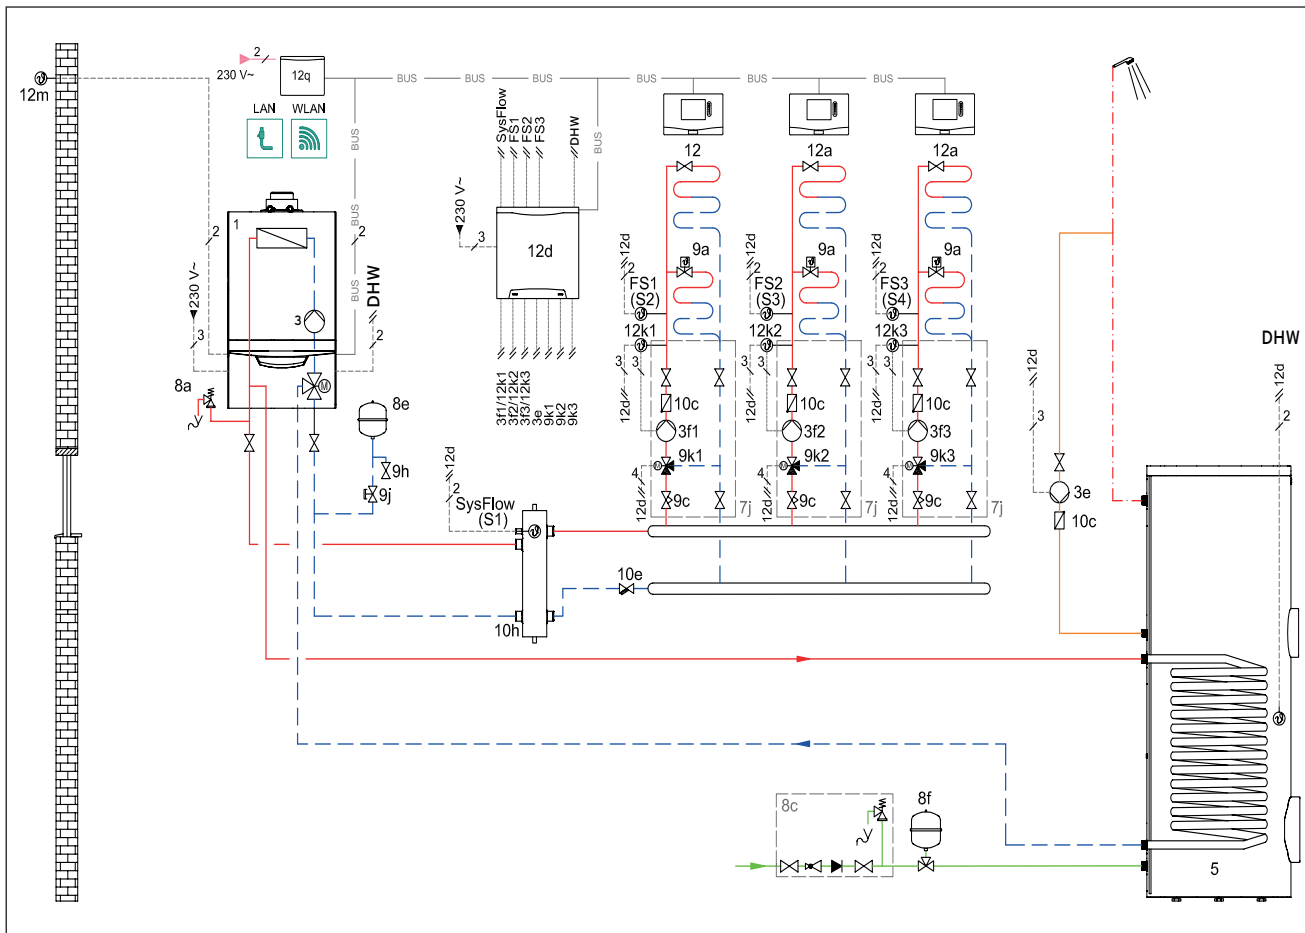 2
230 V~
12q
BUS
BUS
BUS
BUS
BUS
BUS
BUS
12m
LAN
WLAN
BUS
BUS
BUS
BUS
SysFlow
FS1
FS2
FS3
DHW
12
12a
12a
1
2
2
230 V~
DHW
3
3
2
230 V~
3
12d
12d
2
FS1
(S2)
9a
12d
2
FS2
(S3)
9a
12d
2
FS3
(S4)
9a
12k1
12k2
12k3
DHW
3
3
3
3
3
3
12d
12d
12d
M
8a
8e
9h
9j
3f1/12k1
3f2/12k2
3f3/12k3
3e
9k1
9k2
9k3
10c
10c
10c
3f1
3f2
3f3
9k1
9k2
9k3
M
M
M
4
4
4
12d
12d
12d
9c
9c
9c
7j
7j
7j
12d
3
3e
10c
12d
2
12d
2
SysFlow
(S1)
10e
10h
8c
8f
5